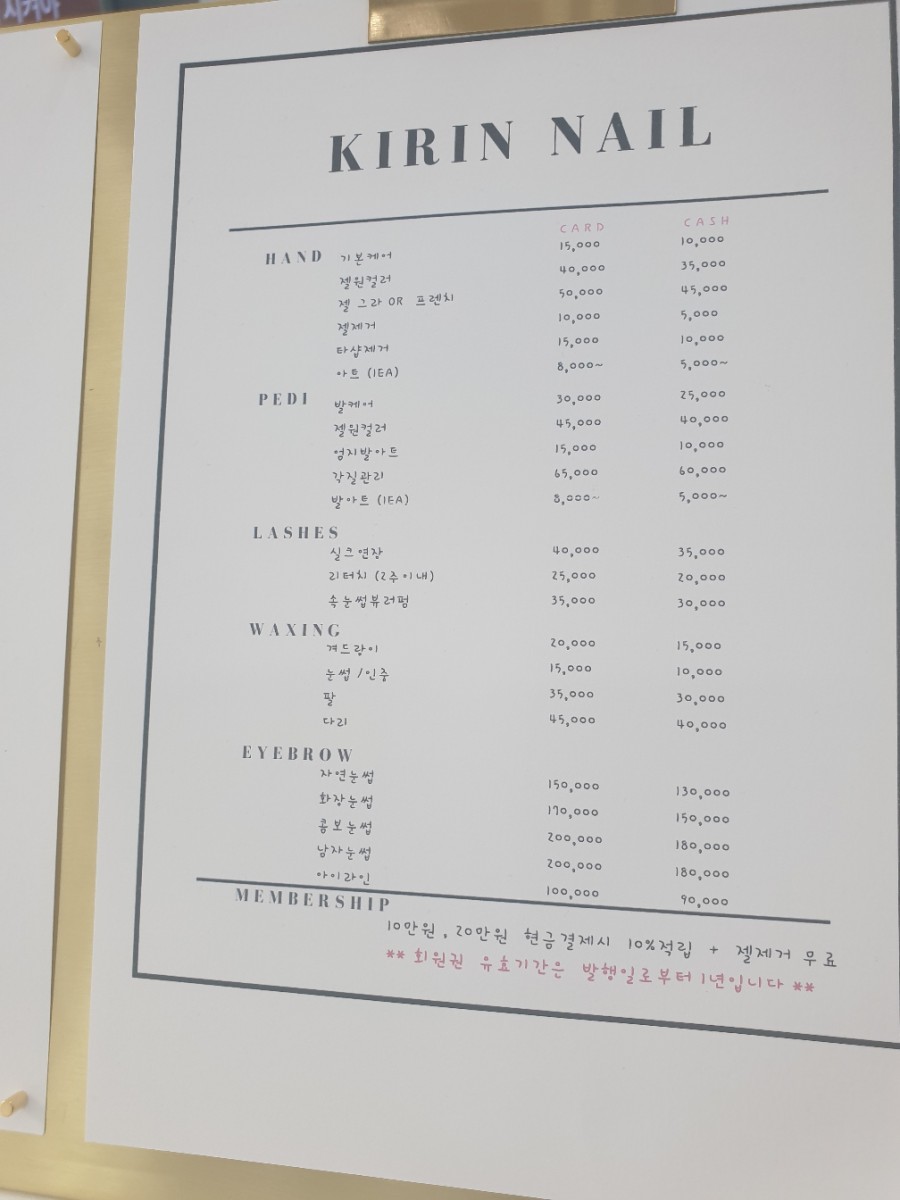 시켜야
KIRIN NAIL
CARD CASH
HAND 기본케어 15,000 10,000
젤원컬러 40,000 35,000
젤 그라 OR 프렌치 50,000 45,000
젤제거 10,000 5,000
타샵제거 15,000 10,000
아트 (1EA) 8,000~ 5,000~
PEDI 발케어 30,000 25,000
젤원컬러 45,000 40,000
엄지발아트 15,000 10,000
각질관리 65,000 60,000
발아트 (1EA) 8,000~ 5,000~
LASHES
실크연장 40,000 35,000
리터치 (2주이내) 25,000 20,000
속눈썹뷰러펌 35,000 30,000
WAXING
겨드랑이 20,000 15,000
눈썹 /인중 15,000 10,000
팔 35,000 30,000
다리 45,000 40,000
EYEBROW
자연눈썹 150,000 130,000
화장눈썹 170,000 150,000
콤보눈썹 200,000 180,000
남자눈썹 200,000 180,000
아이라인 100,000 90,000
MEMBERSHIP
10만원, 20만원 현금결제시 10%적립 + 젤제거 무료
** 회원권 유효기간은 발행일로부터 1년입니다 **